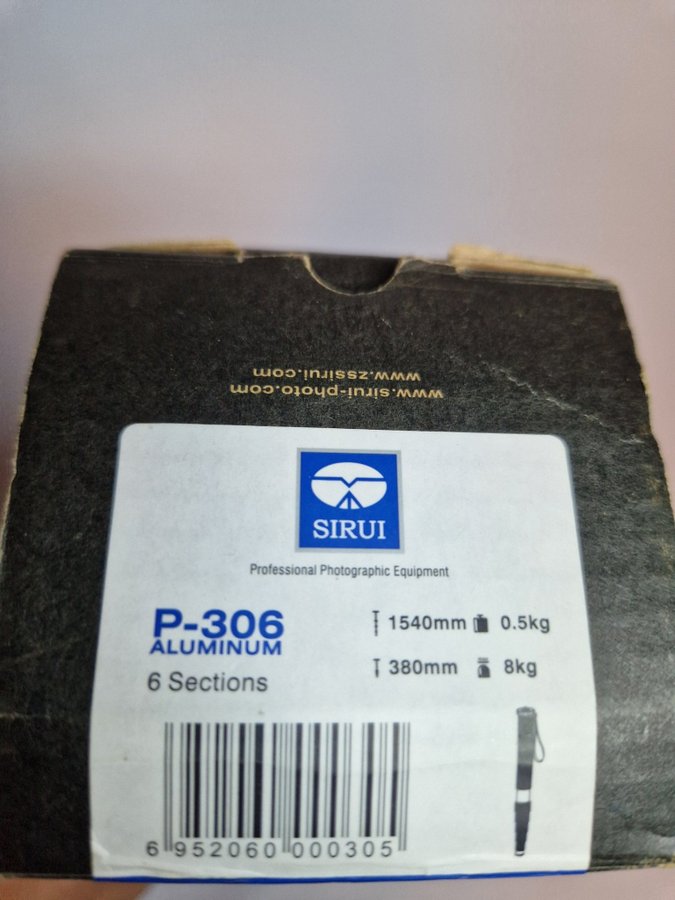 www.zssirui.com
www.sirui-photo.com
SIRUI
Professional Photographic Equipment
P-306
ALUMINUM
6 Sections
1540mm 0.5kg
380mm 8kg
6 952060 000305